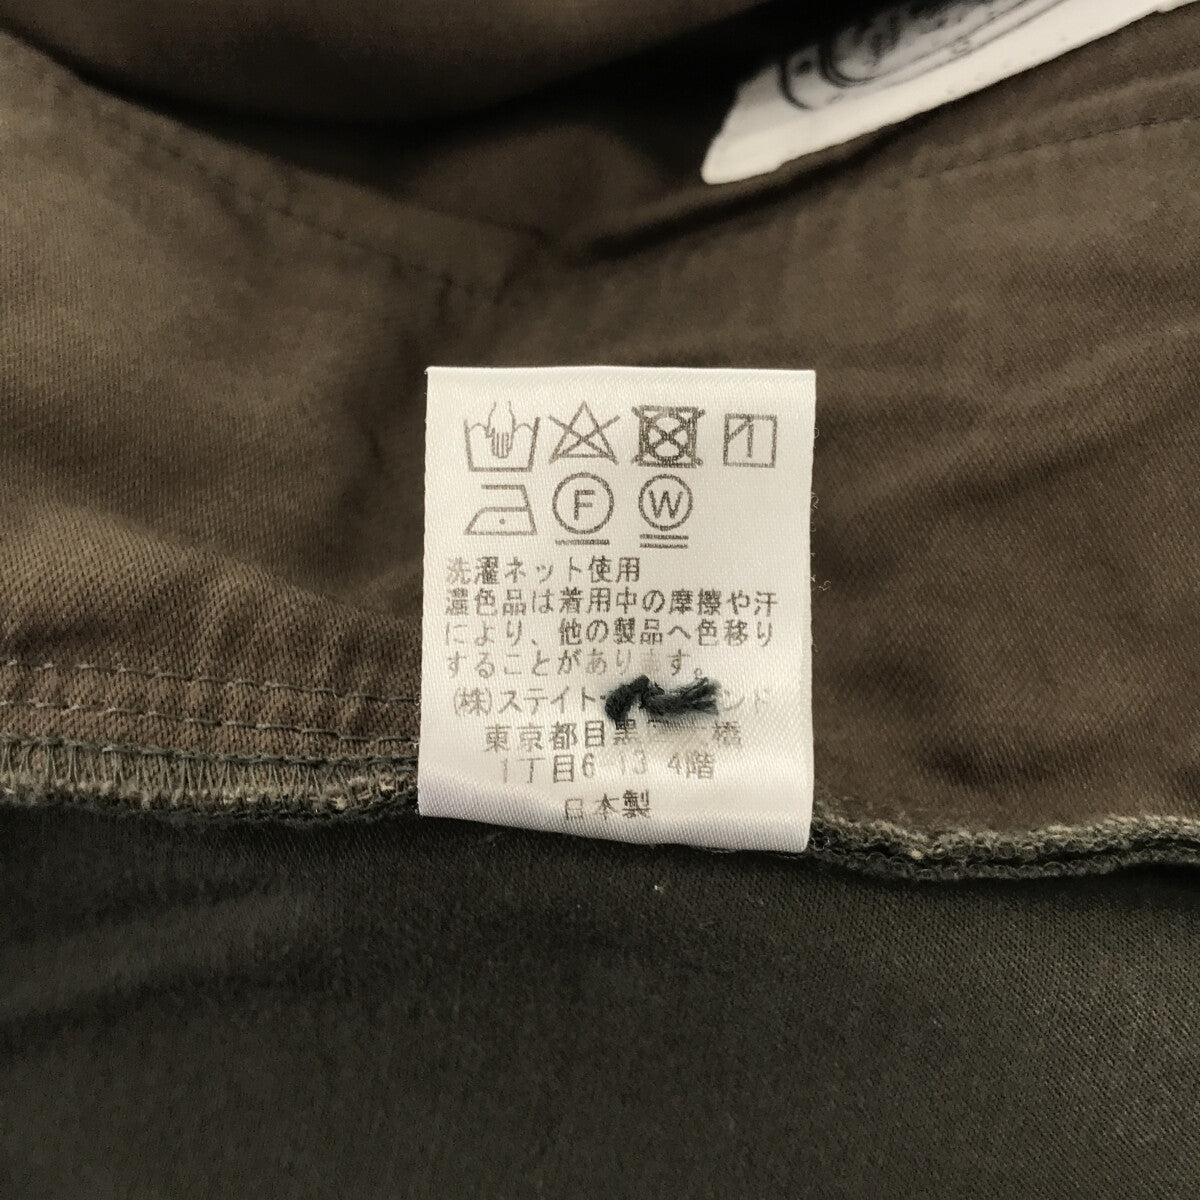 F W
洗濯ネット使用
濃色品は着用中の摩擦や汗
により、他の製品へ色移り
することがあります。
(株)ステイト
東京都目黒 橋
1丁目6 13 4階
日本製